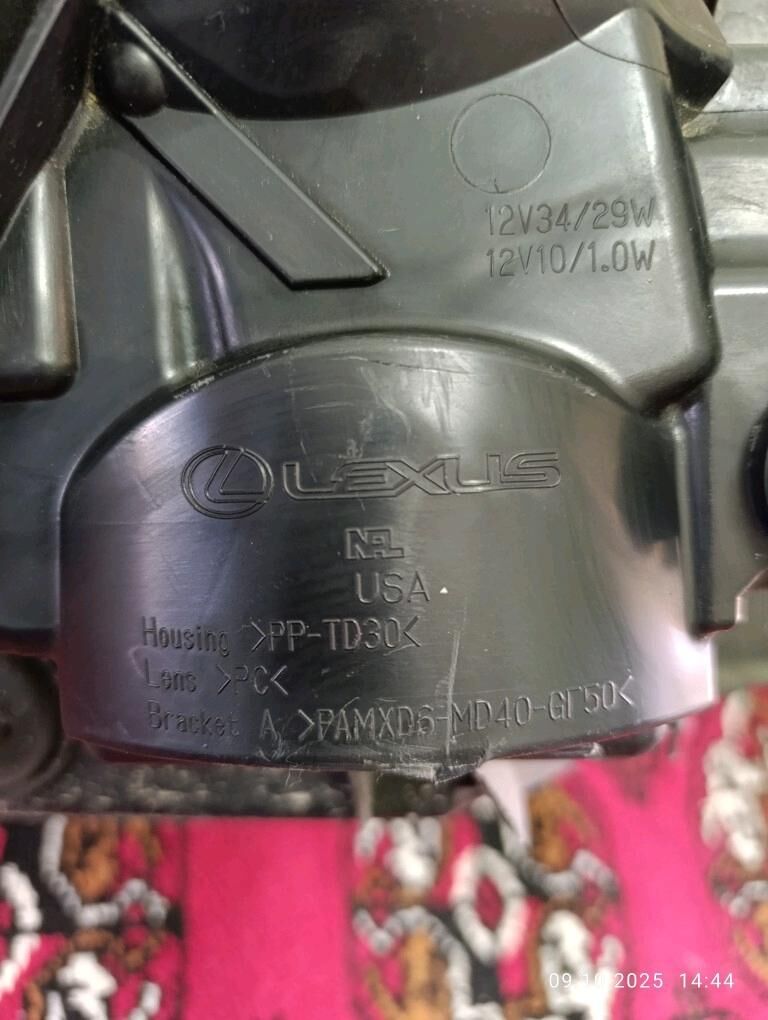 12V34/29W
12V10/1.0W
LEXUS
NAL
USA
Housing >PP-TD30<
Lens >PC<
Bracket A >PAMXD6-MD40-GF50<
09.10.2025 14:44